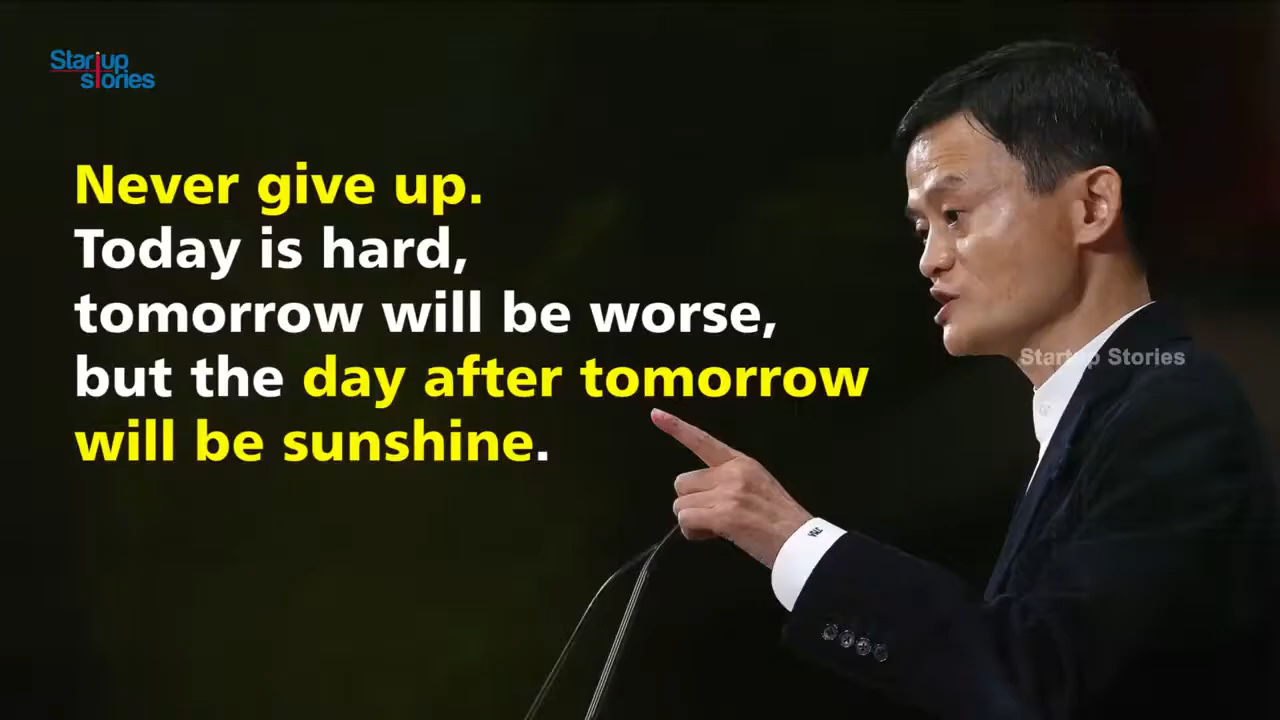 Startup
stories
Never give up.
Today is hard,
tomorrow will be worse,
but the day after tomorrow
will be sunshine.
Startup Stories